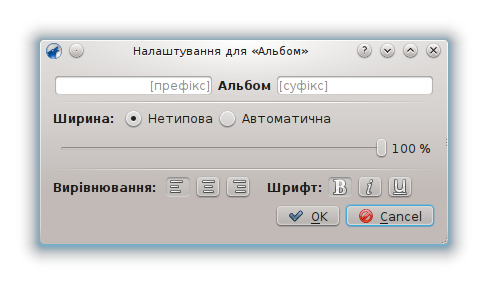 Налаштування для «Альбом»
[префікс] Альбом [суфікс]
Ширина: Нетипова Автоматична
100 %
Вирівнювання: Шрифт: B i U
OK Cancel